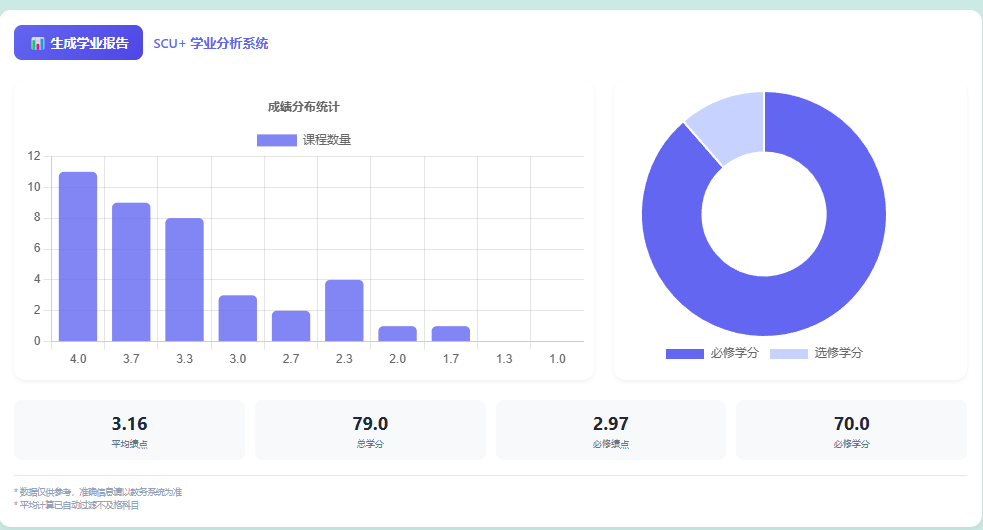 📊 生成学业报告 SCU+ 学业分析系统
成绩分布统计
课程数量
12
10
8
6
4
2
0
4.0 3.7 3.3 3.0 2.7 2.3 2.0 1.7 1.3 1.0
必修学分 选修学分
3.16
平均绩点
79.0
总学分
2.97
必修绩点
70.0
必修学分
* 数据仅供参考，准确信息请以教务系统为准
* 平均计算已自动过滤不及格科目